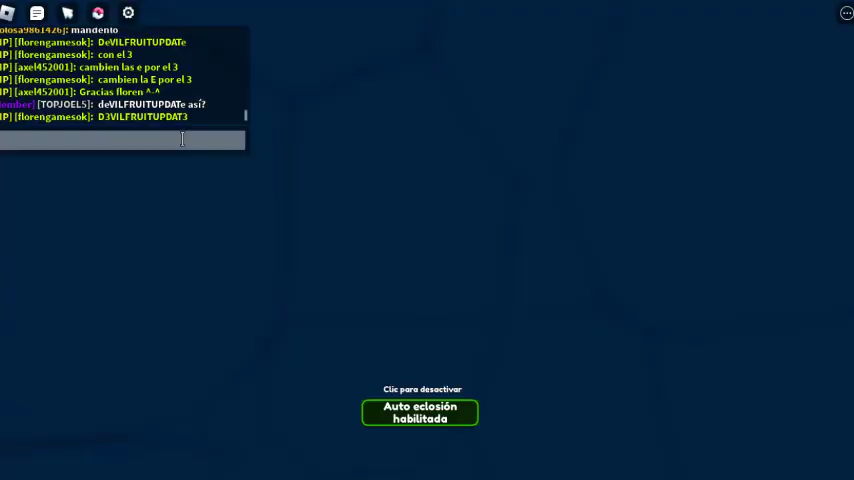 olosa9861426]: mandenlo
IP] [florengamesok]: DeVILFRUITUPDATe
IP] [florengamesok]: con el 3
IP] [axel452001]: cambien las e por el 3
IP] [florengamesok]: cambien la E por el 3
IP] [axel452001]: Gracias floren ^-^
lember] [TOPJOEL5]: deVILFRUITUPDATe así?
IP] [florengamesok]: D3VILFRUITUPDAT3
Clic para desactivar
Auto eclosión
habilitada